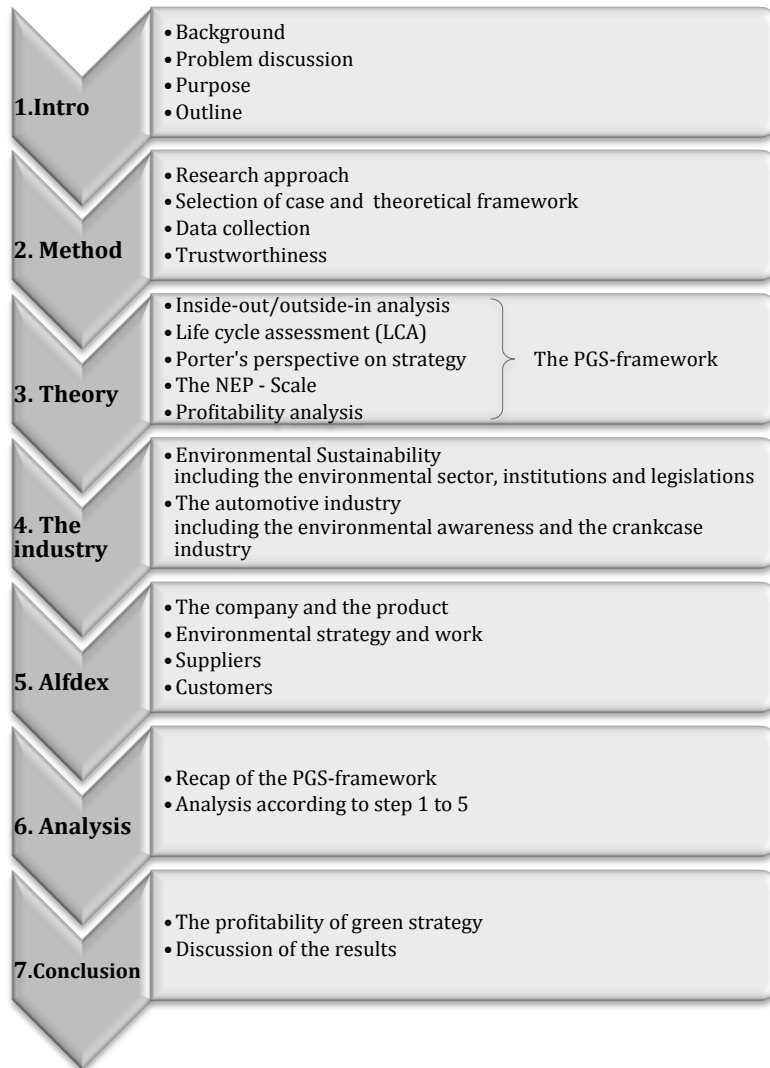 1.Intro
• Background
• Problem discussion
• Purpose
• Outline
2. Method
• Research approach
• Selection of case and theoretical framework
• Data collection
• Trustworthiness
3. Theory
• Inside-out/outside-in analysis
• Life cycle assessment (LCA)
• Porter's perspective on strategy
• The NEP - Scale
• Profitability analysis
The PGS-framework
4. The
industry
• Environmental Sustainability
including the environmental sector, institutions and legislations
• The automotive industry
including the environmental awareness and the crankcase
industry
5. Alfdex
• The company and the product
• Environmental strategy and work
• Suppliers
• Customers
6. Analysis
• Recap of the PGS-framework
• Analysis according to step 1 to 5
7.Conclusion
• The profitability of green strategy
• Discussion of the results